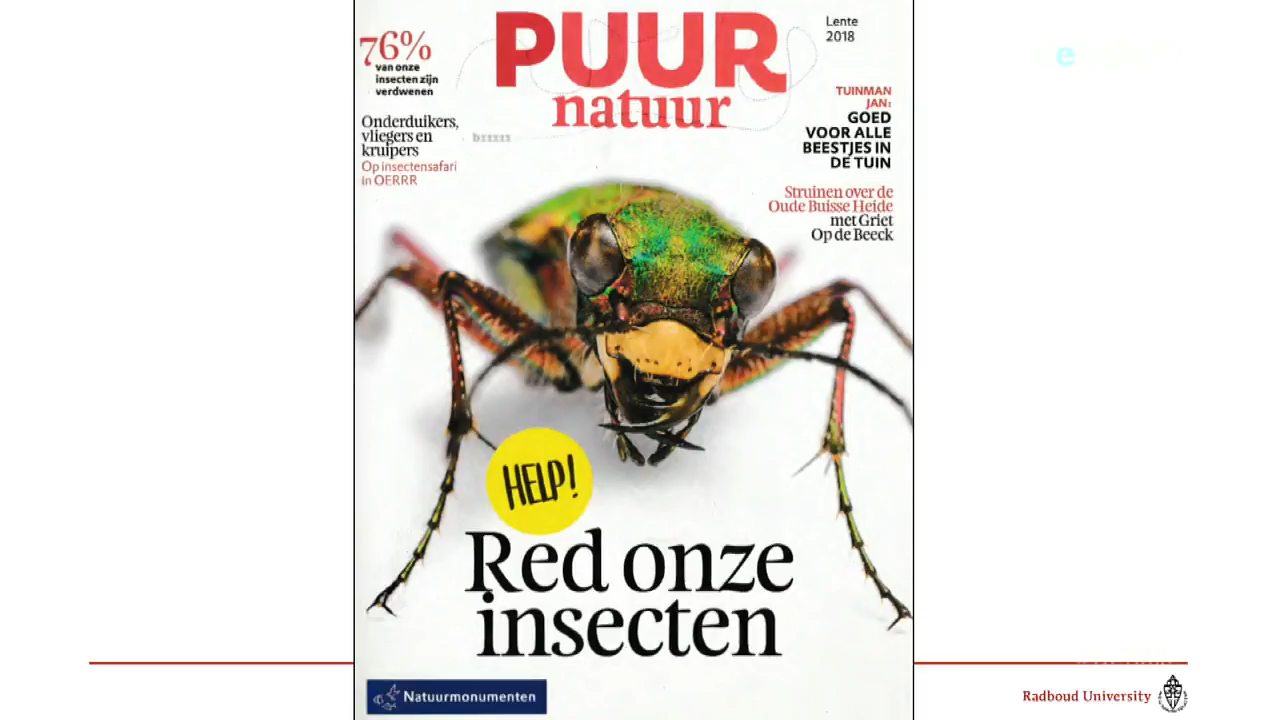 76%
van onze
insecten zijn
verdwenen
Onderduikers,
vliegers en
kruipers
Op insectensafari
in OERRR
PUUR
natuur
bzzzzz
Lente
2018
TUINMAN
JAN:
GOED
VOOR ALLE
BEESTJES IN
DE TUIN
Struinen over de
Oude Buisse Heide
met Griet
Op de Beeck
HELP!
Red onze
insecten
Natuurmonumenten
Radboud University